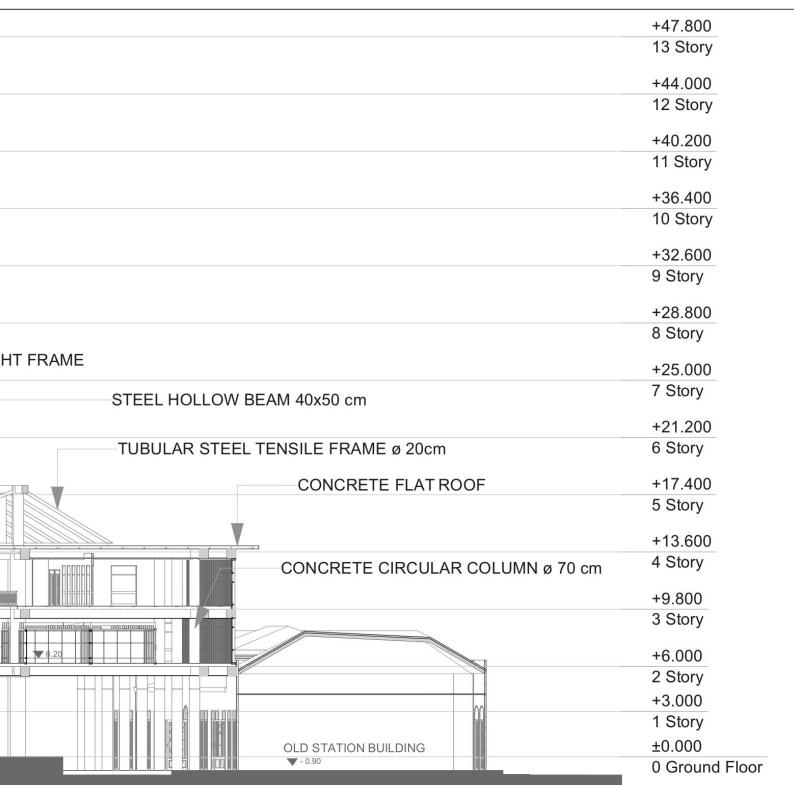 +47.800
13 Story
+44.000
12 Story
+40.200
11 Story
+36.400
10 Story
+32.600
9 Story
+28.800
8 Story
HT FRAME
+25.000
7 Story
STEEL HOLLOW BEAM 40x50 cm
+21.200
6 Story
TUBULAR STEEL TENSILE FRAME ø 20cm
CONCRETE FLAT ROOF
+17.400
5 Story
+13.600
4 Story
CONCRETE CIRCULAR COLUMN ø 70 cm
+9.800
3 Story
6.20
+6.000
2 Story
+3.000
1 Story
±0.000
0 Ground Floor
OLD STATION BUILDING
- 0.90